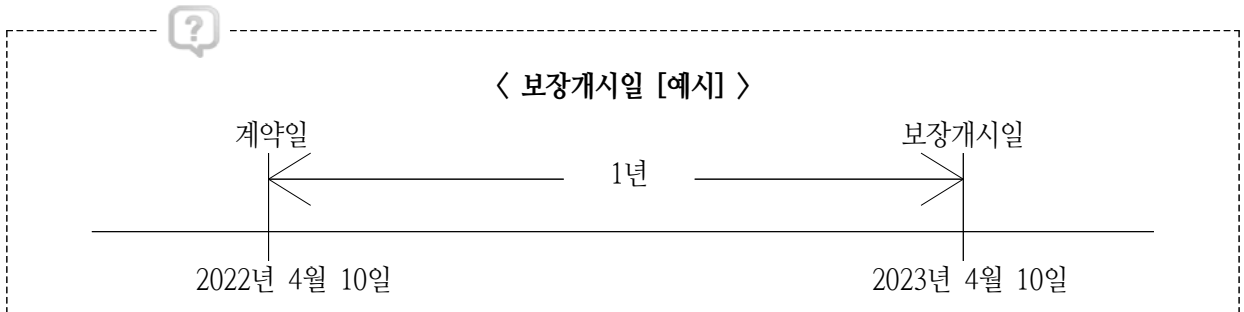 ?
〈 보장개시일 [예시] 〉
계약일 보장개시일
1년
2022년 4월 10일 2023년 4월 10일